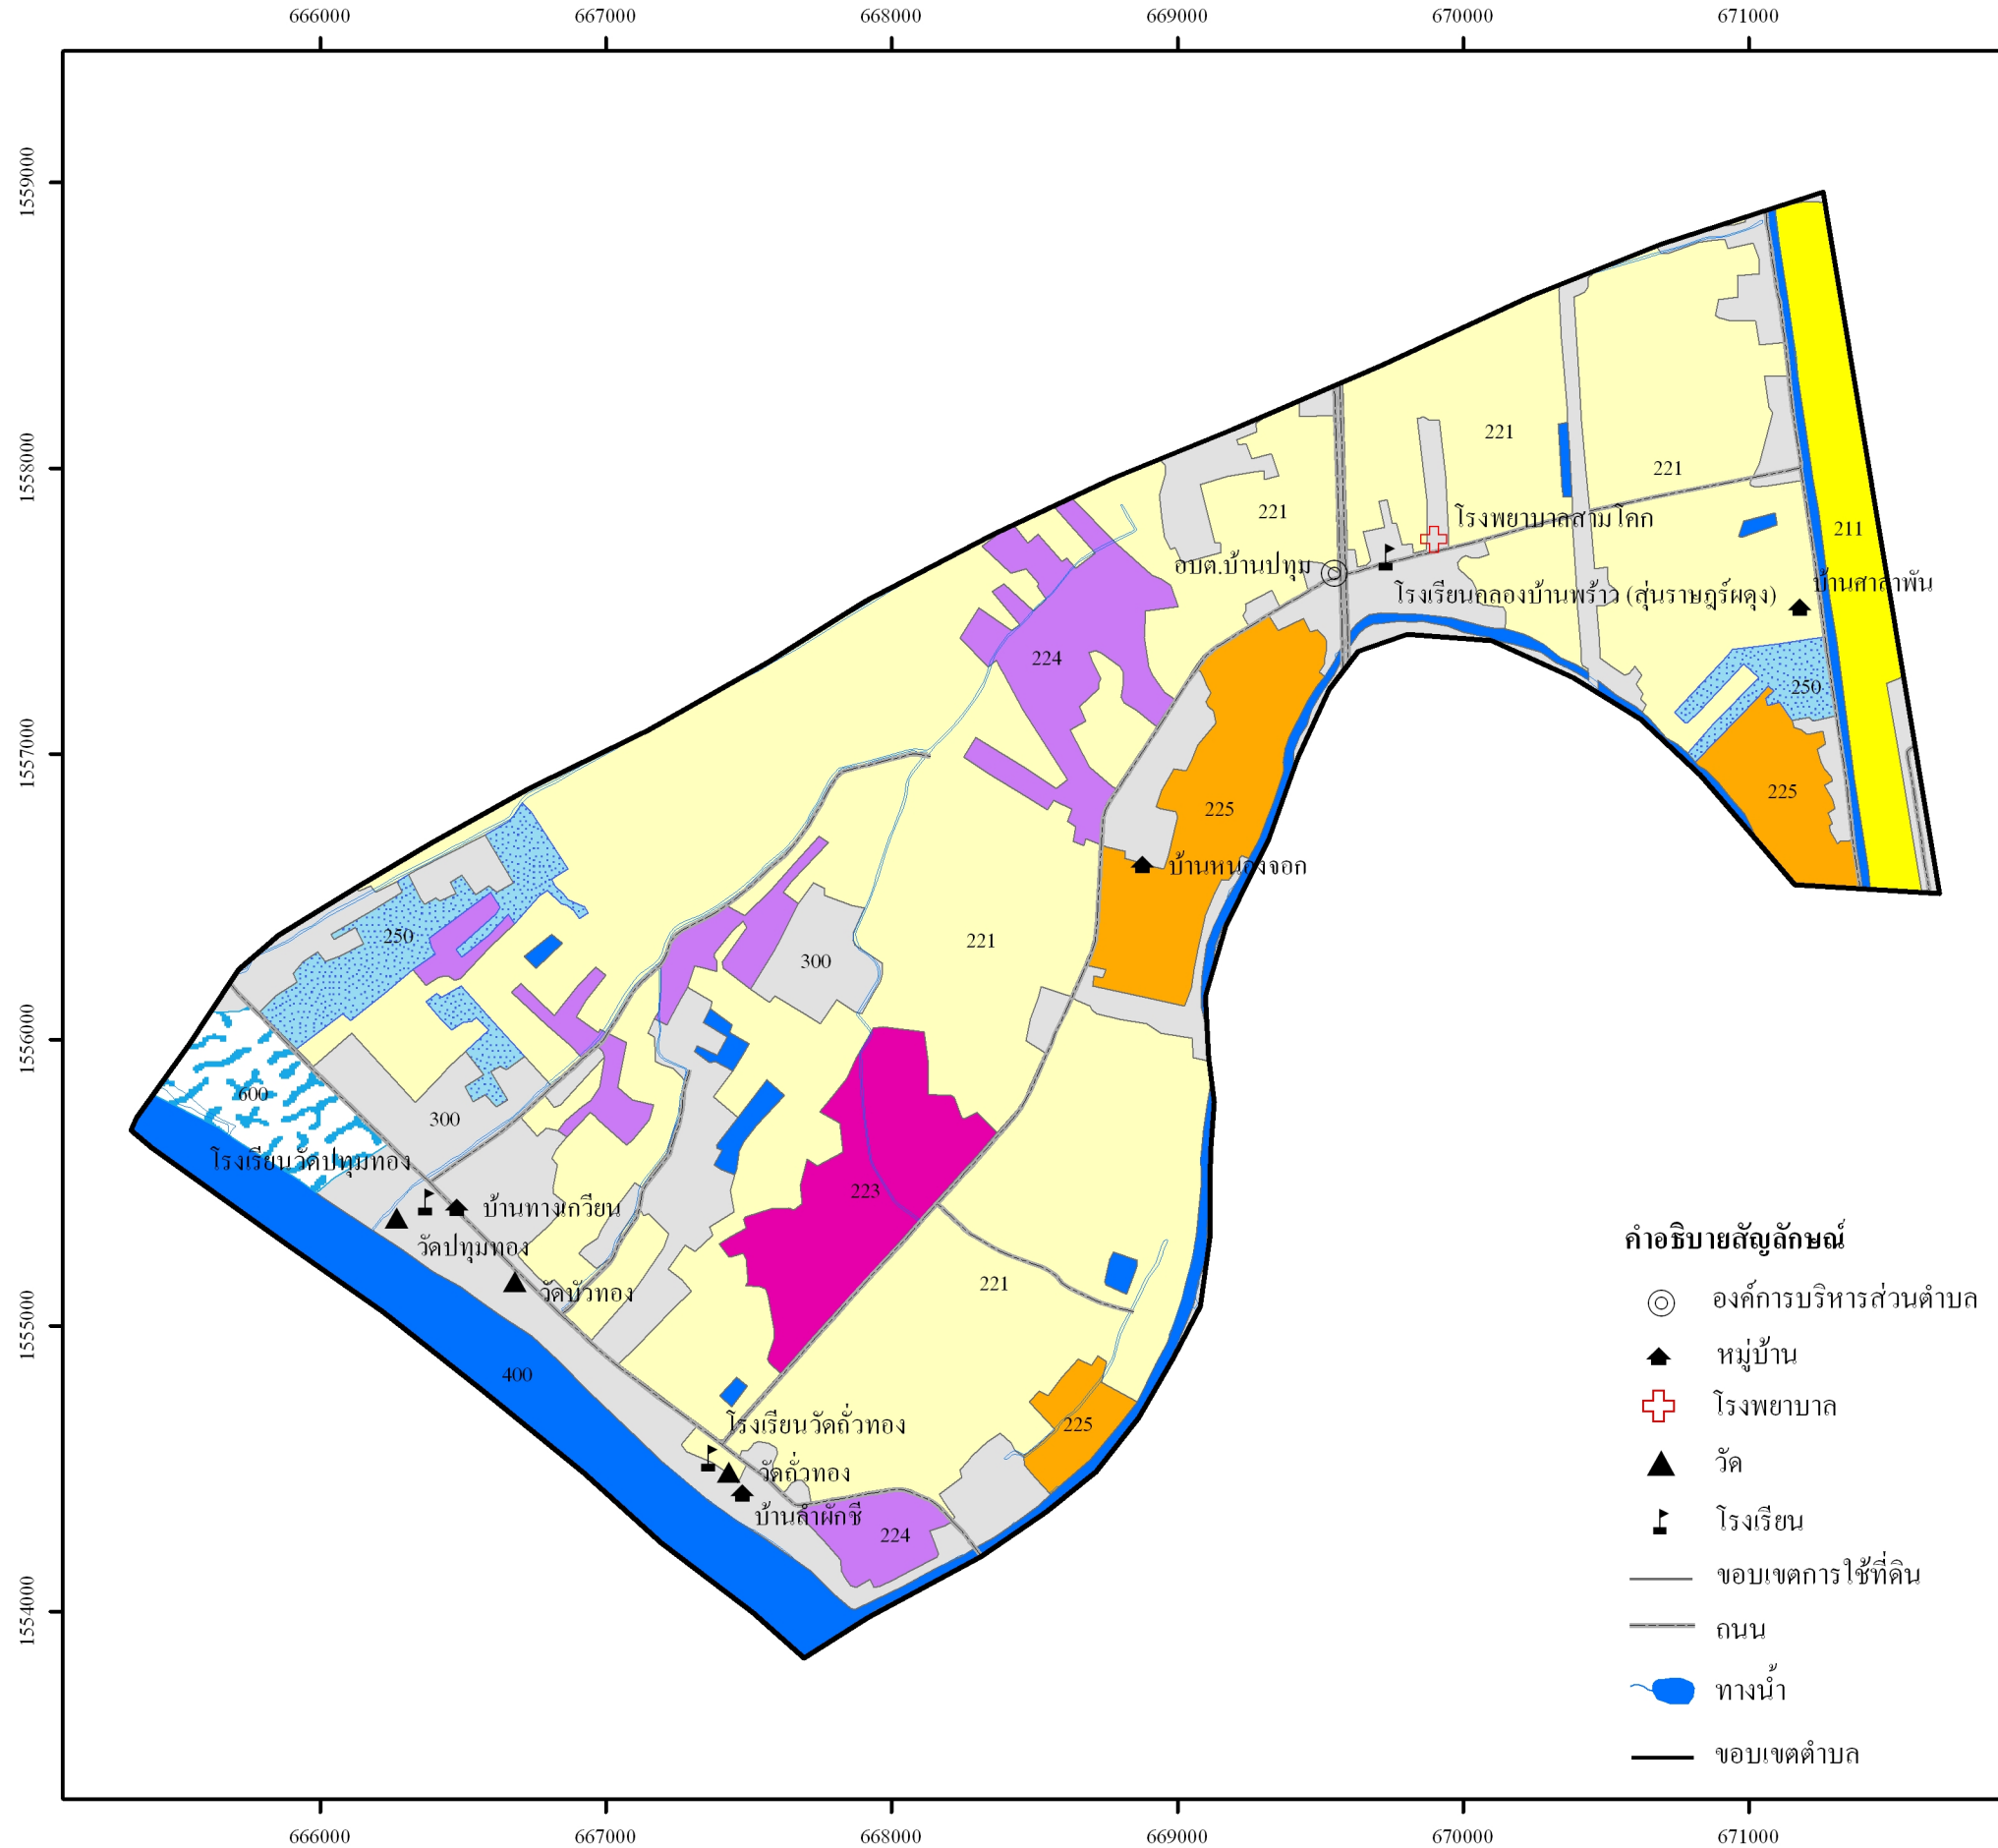 666000
667000
668000
669000
670000
671000
1559000
1558000
1557000
1556000
1555000
1554000
221
221
221
โรงพยาบาลสามโคก
211
อบต.บ้านปทุม
บ้านศาลาพัน
โรงเรียนคลองบ้านพร้าว (สุ่นราษฎร์ผดุง)
224
250
225
225
บ้านหนองจอก
250
221
300
600
300
โรงเรียนวัดปทุมทอง
223
บ้านทางเกวียน
วัดปทุมทอง
221
วัดบัวทอง
400
โรงเรียนวัดถั่วทอง
225
วัดถั่วทอง
บ้านลำผักชี
224
คำอธิบายสัญลักษณ์
องค์การบริหารส่วนตำบล
หมู่บ้าน
โรงพยาบาล
วัด
โรงเรียน
ขอบเขตการใช้ที่ดิน
ถนน
ทางน้ำ
ขอบเขตตำบล
666000
667000
668000
669000
670000
671000